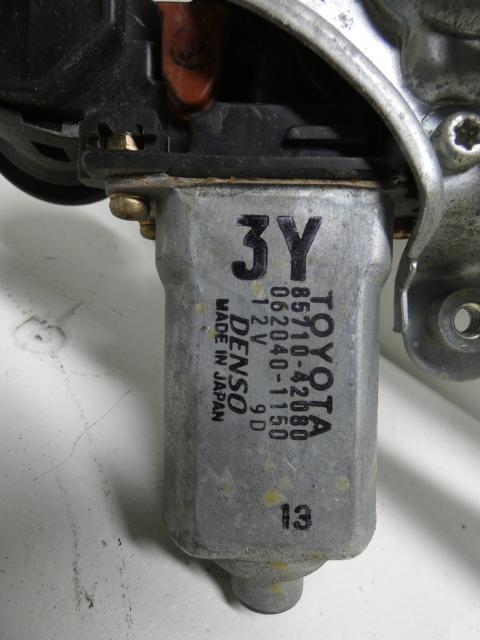 3Y
TOYOTA
85710-42080
062040-1150
12V 9D
DENSO
MADE IN JAPAN
13